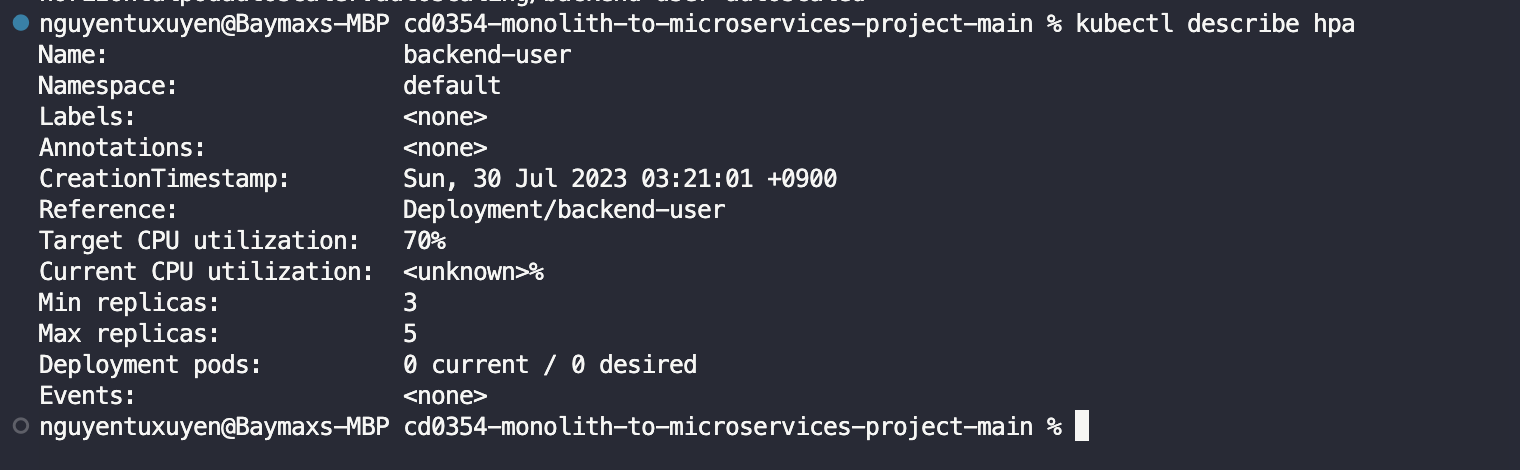 nguyentuxuyen@Baymaxs-MBP cd0354-monolith-to-microservices-project-main % kubectl describe hpa
Name: backend-user
Namespace: default
Labels: <none>
Annotations: <none>
CreationTimestamp: Sun, 30 Jul 2023 03:21:01 +0900
Reference: Deployment/backend-user
Target CPU utilization: 70%
Current CPU utilization: <unknown>%
Min replicas: 3
Max replicas: 5
Deployment pods: 0 current / 0 desired
Events: <none>
nguyentuxuyen@Baymaxs-MBP cd0354-monolith-to-microservices-project-main %